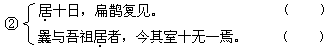 ② 居十日，扁鹊复见。 （ ）
曩与吾祖居者，今其室十无一焉。 （ ）